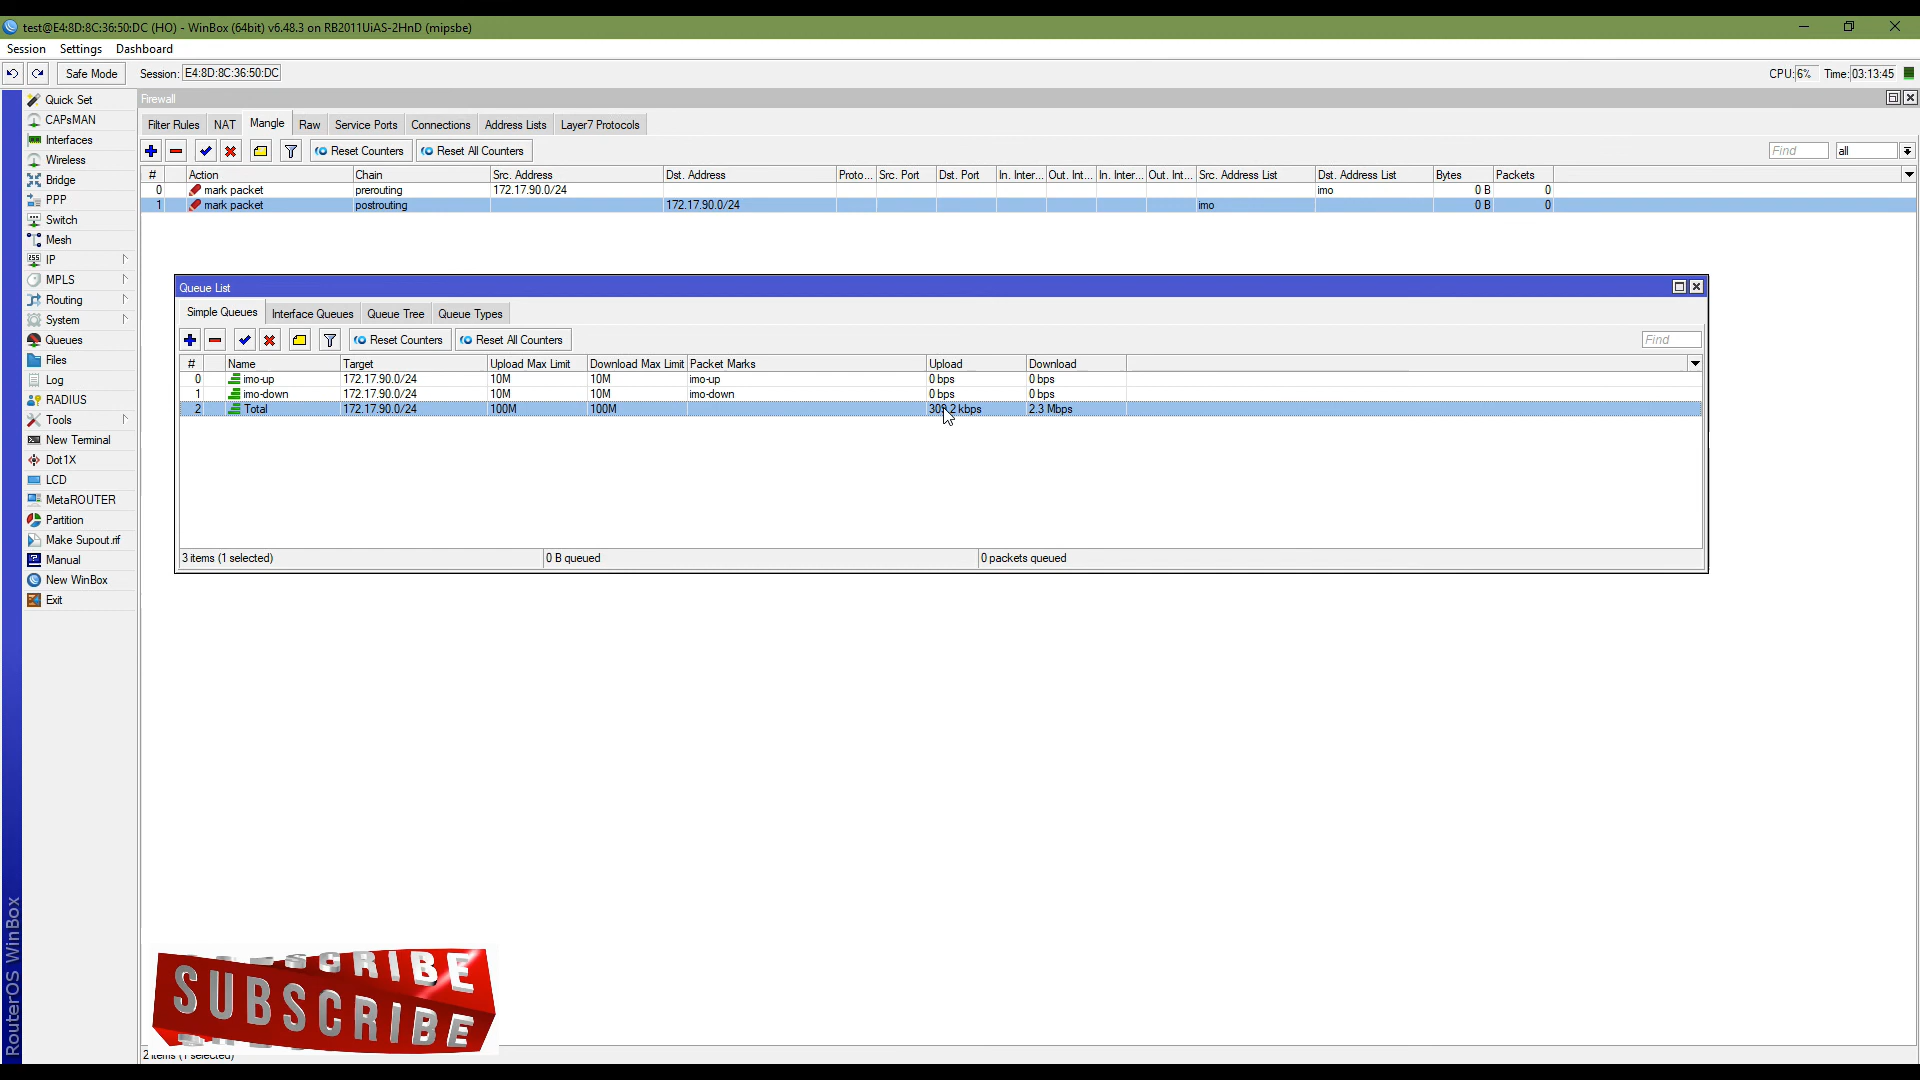 test@E4:8D:8C:36:50:DC (HO) - WinBox (64bit) v6.48.3 on RB2011UiAS-2HnD (mipsbe)
Session Settings Dashboard
Safe Mode Session: E4:8D:8C:36:50:DC CPU: 6% Time: 03:13:45
Quick Set
CAPsMAN
Interfaces
Wireless
Bridge
PPP
Switch
Mesh
IP
MPLS
Routing
System
Queues
Files
Log
RADIUS
Tools
New Terminal
Dot1X
LCD
MetaROUTER
Partition
Make Supout.rif
Manual
New WinBox
Exit
RouterOS WinBox
Firewall
Filter Rules NAT Mangle Raw Service Ports Connections Address Lists Layer7 Protocols
Reset Counters Reset All Counters Find all
# Action Chain Src. Address Dst. Address Proto... Src. Port Dst. Port In. Inter... Out. Int... In. Inter... Out. Int... Src. Address List Dst. Address List Bytes Packets
0 mark packet prerouting 172.17.90.0/24 imo 0 B 0
1 mark packet postrouting 172.17.90.0/24 imo 0 B 0
Queue List
Simple Queues Interface Queues Queue Tree Queue Types
Reset Counters Reset All Counters Find
# Name Target Upload Max Limit Download Max Limit Packet Marks Upload Download
0 imo-up 172.17.90.0/24 10M 10M imo-up 0 bps 0 bps
1 imo-down 172.17.90.0/24 10M 10M imo-down 0 bps 0 bps
2 Total 172.17.90.0/24 100M 100M kbps 2.3 Mbps
3 items (1 selected) 0 B queued 0 packets queued
SUBSCRIBE
SUBSCRIBE
2 items (1 selected)